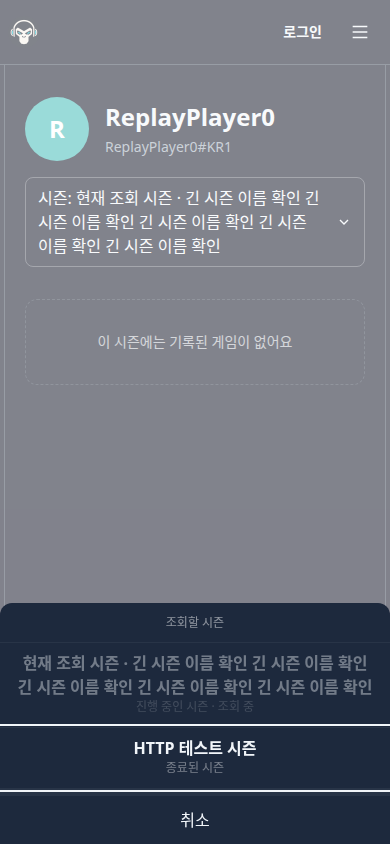 로그인
R
ReplayPlayer0
ReplayPlayer0#KR1
시즌: 현재 조회 시즌 · 긴 시즌 이름 확인 긴
시즌 이름 확인 긴 시즌 이름 확인 긴 시즌
이름 확인 긴 시즌 이름 확인
이 시즌에는 기록된 게임이 없어요
조회할 시즌
현재 조회 시즌 · 긴 시즌 이름 확인 긴 시즌 이름 확인
긴 시즌 이름 확인 긴 시즌 이름 확인 긴 시즌 이름 확인
진행 중인 시즌 · 조회 중
HTTP 테스트 시즌
종료된 시즌
취소